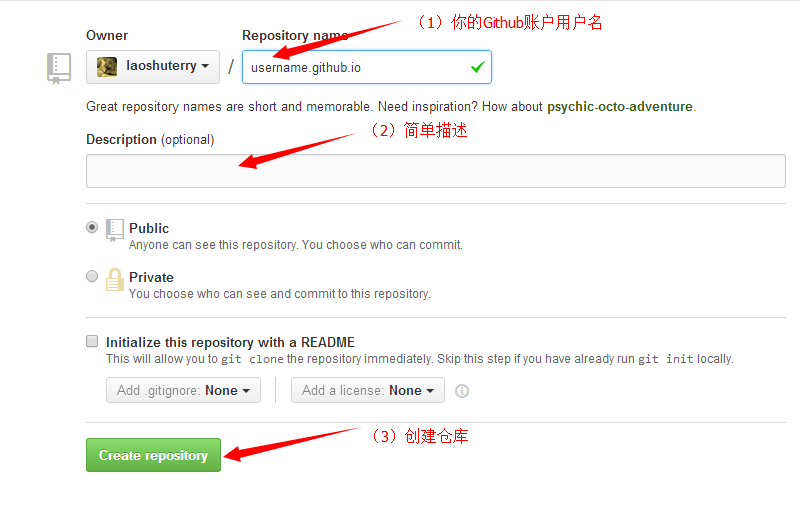 （1）你的Github账户用户名
Owner
Repository name
laoshuterry / username.github.io
Great repository names are short and memorable. Need inspiration? How about psychic-octo-adventure.
（2）简单描述
Description (optional)
Public
Anyone can see this repository. You choose who can commit.
Private
You choose who can see and commit to this repository.
Initialize this repository with a README
This will allow you to git clone the repository immediately. Skip this step if you have already run git init locally.
Add .gitignore: None
Add a license: None
（3）创建仓库
Create repository